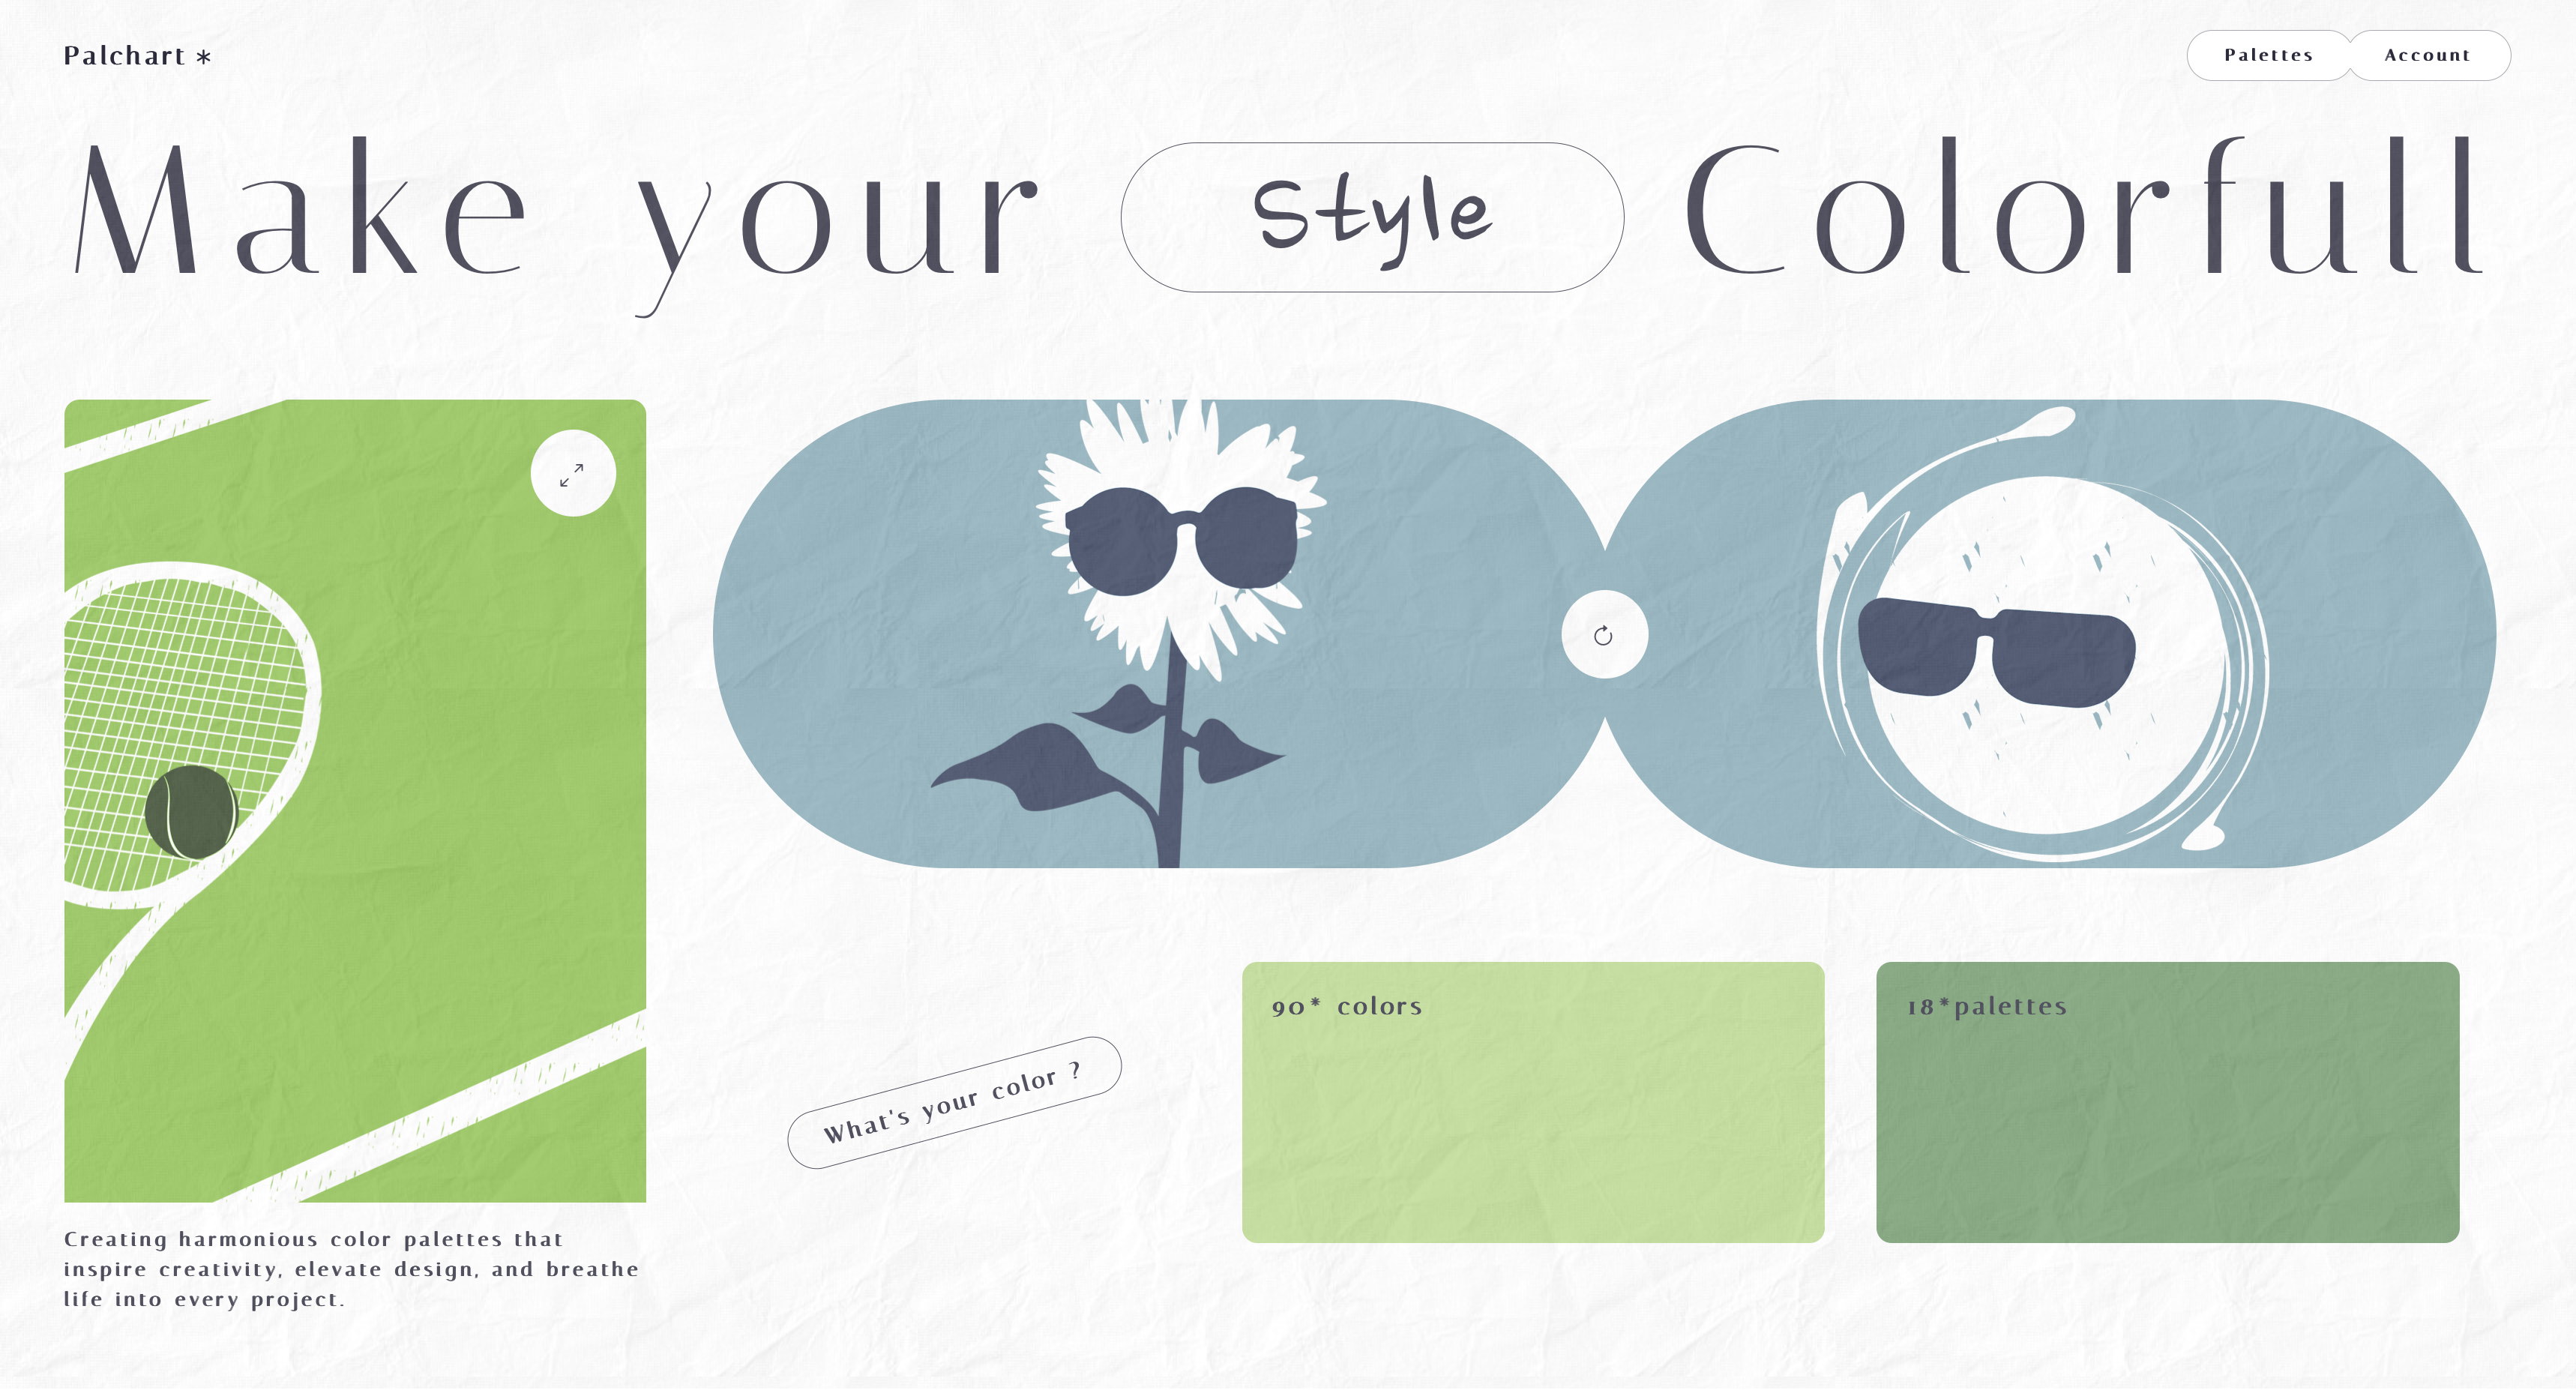 Palchart *
Palettes
Account
Make your Style Colorfull
90* colors
18*palettes
What's your color ?
Creating harmonious color palettes that
inspire creativity, elevate design, and breathe
life into every project.